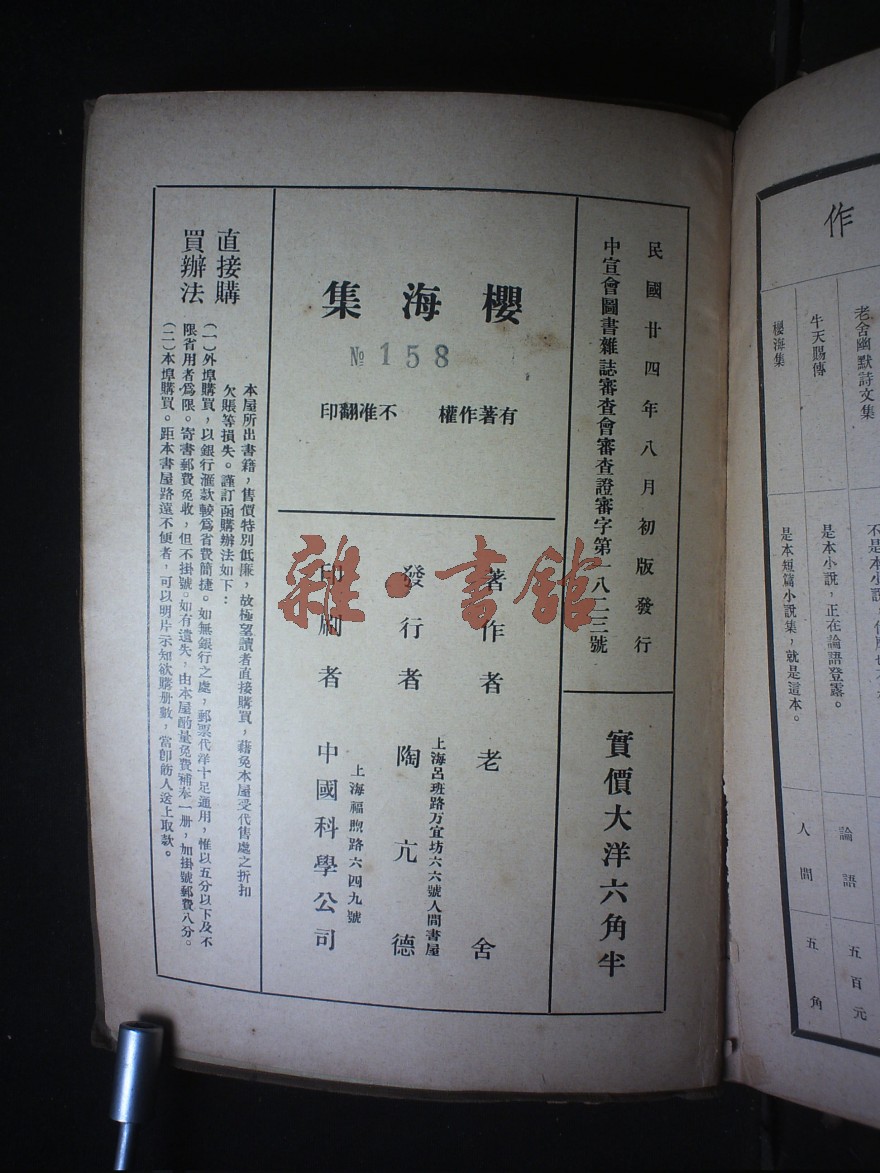 民國廿四年八月初版發行
中宣會圖書雜誌審查會審查證審字第一八二三號
實價大洋六角半
櫻海集
№ 158
有著作權 不准翻印
著作者 老舍
上海呂班路万宜坊六六號人間書屋
發行者 陶亢德
上海福煦路六四九號
印刷者 中國科學公司
直接購買辦法
本屋所出書籍，售價特別低廉，故極望讀者直接購買，藉免本屋受代售處之折扣
欠賬等損失。謹訂函購辦法如下：
（一）外埠購買，以銀行滙款較爲省費簡捷。如無銀行之處，郵票代洋十足通用，惟以五分以下及不
限省用者爲限。寄書郵費免收，但不掛號。如有遺失，由本屋酌量免費補奉一册，加掛號郵費八分。
（二）本埠購買。距本書屋路遠不便者，可以明片示知欲購册數，當卽飭人送上取款。
雜·書館
作
老舍幽默詩文集
不是本小說，什麼也不
五百元
牛天賜傳
是本小說，正在論語登露。
論語
櫻海集
是本短篇小說集，就是這本。
人間
五角